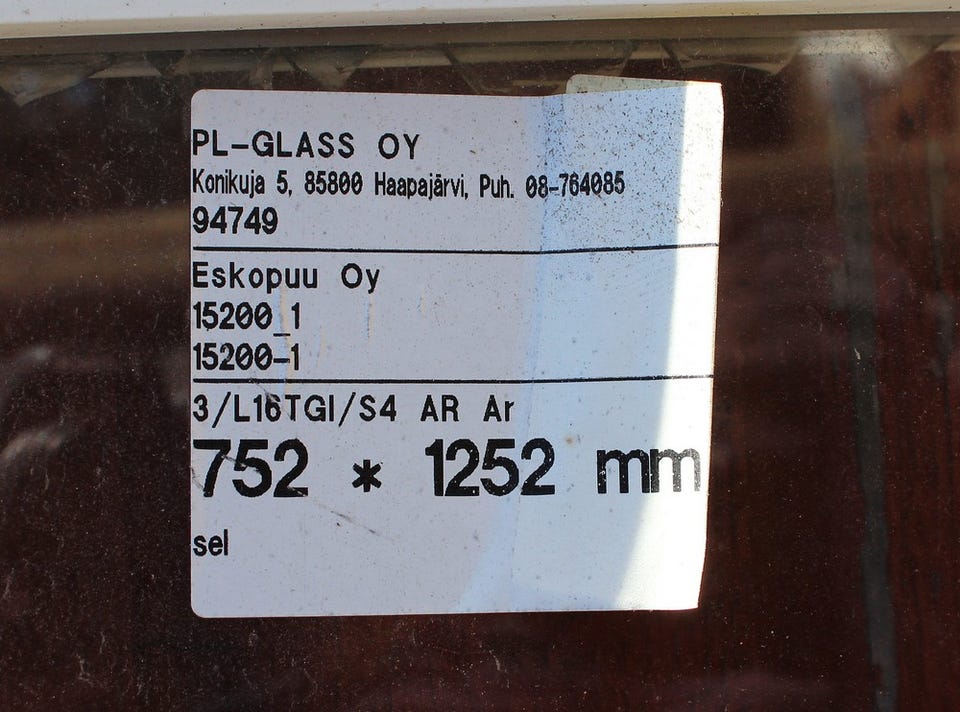 PL-GLASS OY
Konikuja 5, 85800 Haapajärvi, Puh. 08-764085
94749
Eskopuu Oy
15200_1
15200-1
3/L16TGI/S4 AR Ar
752 * 1252 mm
sel